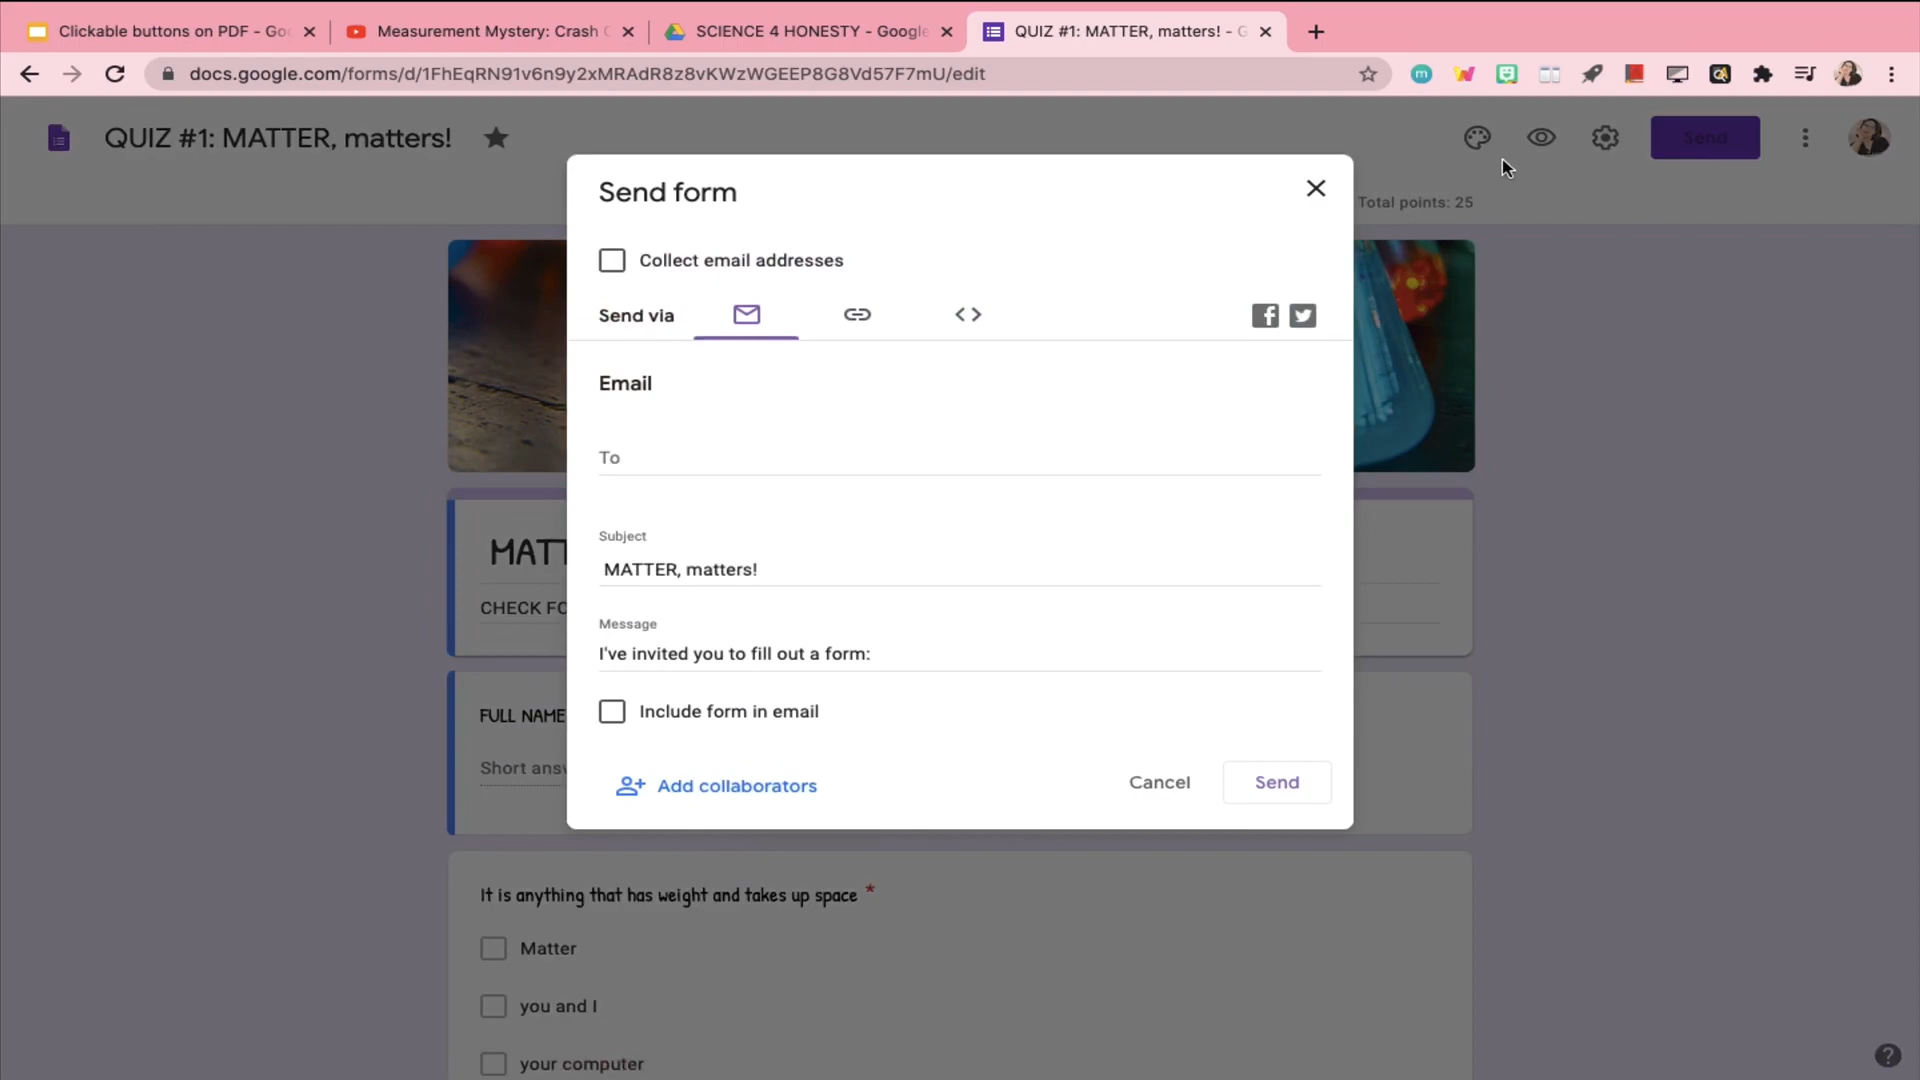 Clickable buttons on PDF - Goo
Measurement Mystery: Crash C
SCIENCE 4 HONESTY - Google
QUIZ #1: MATTER, matters! - G
docs.google.com/forms/d/1FhEqRN91v6n9y2xMRAdR8z8vKWzWGEEP8G8Vd57F7mU/edit
QUIZ #1: MATTER, matters!
Send
Total points: 25
Send form
Collect email addresses
Send via
Email
To
Subject
MATTER, matters!
Message
I've invited you to fill out a form:
Include form in email
Add collaborators
Cancel
Send
MATT
CHECK FO
FULL NAME
Short answ
It is anything that has weight and takes up space *
Matter
you and I
your computer